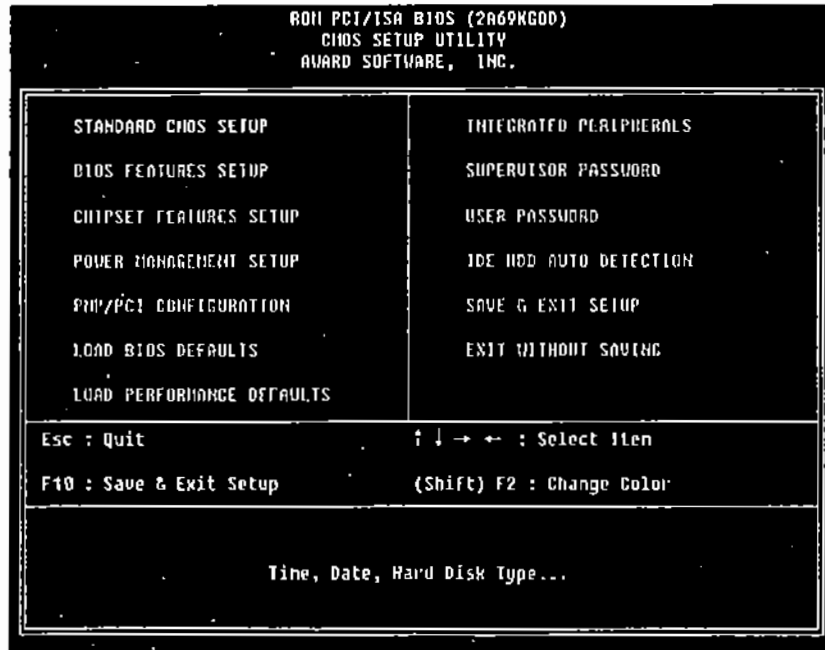 ROM PCI/ISA BIOS (2A69KGOD)
CMOS SETUP UTILITY
AWARD SOFTWARE, INC.
STANDARD CMOS SETUP
BIOS FEATURES SETUP
CHIPSET FEATURES SETUP
POWER MANAGEMENT SETUP
PNP/PCI CONFIGURATION
LOAD BIOS DEFAULTS
LOAD PERFORMANCE DEFAULTS
INTEGRATED PERIPHERALS
SUPERVISOR PASSWORD
USER PASSWORD
IDE HDD AUTO DETECTION
SAVE & EXIT SETUP
EXIT WITHOUT SAVING
Esc : Quit
↑ ↓ → ← : Select Item
F10 : Save & Exit Setup
(Shift) F2 : Change Color
Time, Date, Hard Disk Type...